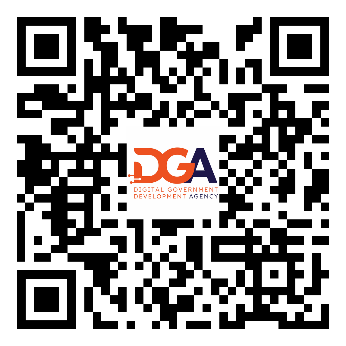 DGA
DIGITAL GOVERNMENT
DEVELOPMENT AGENCY